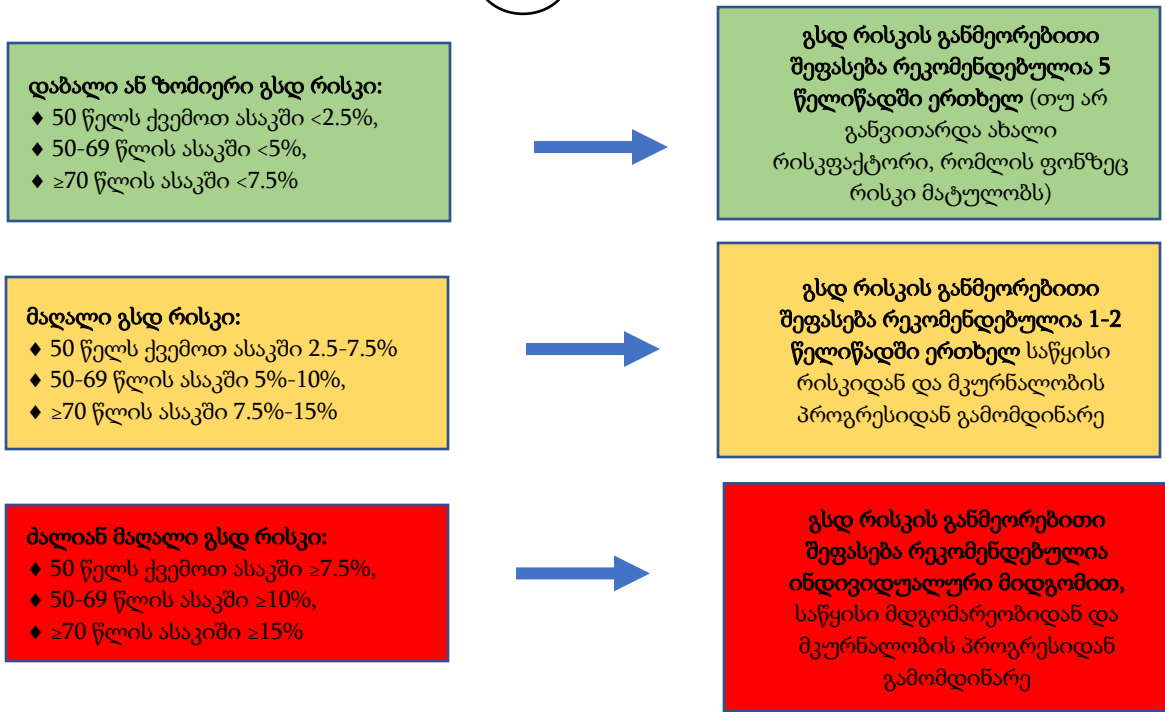 დაბალი ან ზომიერი გსდ რისკი:
♦ 50 წელს ქვემოთ ასაკში <2.5%,
♦ 50-69 წლის ასაკში <5%,
♦ ≥70 წლის ასაკში <7.5%
გსდ რისკის განმეორებითი
შეფასება რეკომენდებულია 5
წელიწადში ერთხელ (თუ არ
განვითარდა ახალი
რისკფაქტორი, რომლის ფონზეც
რისკი მატულობს)
მაღალი გსდ რისკი:
♦ 50 წელს ქვემოთ ასაკში 2.5-7.5%
♦ 50-69 წლის ასაკში 5%-10%,
♦ ≥70 წლის ასაკში 7.5%-15%
გსდ რისკის განმეორებითი
შეფასება რეკომენდებულია 1-2
წელიწადში ერთხელ საწყისი
რისკიდან და მკურნალობის
პროგრესიდან გამომდინარე
ძალიან მაღალი გსდ რისკი:
♦ 50 წელს ქვემოთ ასაკში ≥7.5%,
♦ 50-69 წლის ასაკში ≥10%,
♦ ≥70 წლის ასაკიში ≥15%
გსდ რისკის განმეორებითი
შეფასება რეკომენდებულია
ინდივიდუალური მიდგომით,
საწყისი მდგომარეობიდან და
მკურნალობის პროგრესიდან
გამომდინარე